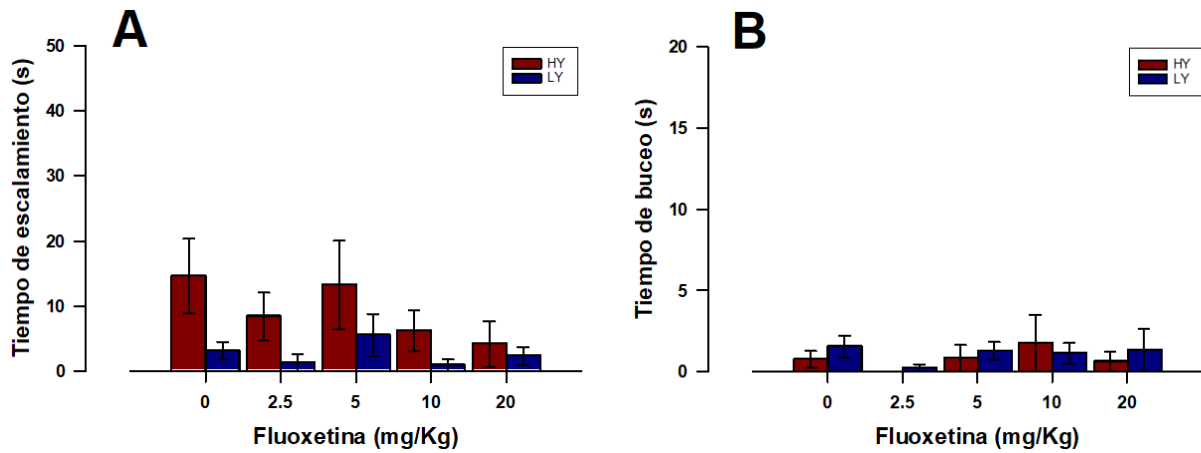 A
Tiempo de escalamiento (s)
50
40
30
20
10
0
HY
LY
0 2.5 5 10 20
Fluoxetina (mg/Kg)
B
Tiempo de buceo (s)
20
15
10
5
0
HY
LY
0 2.5 5 10 20
Fluoxetina (mg/Kg)